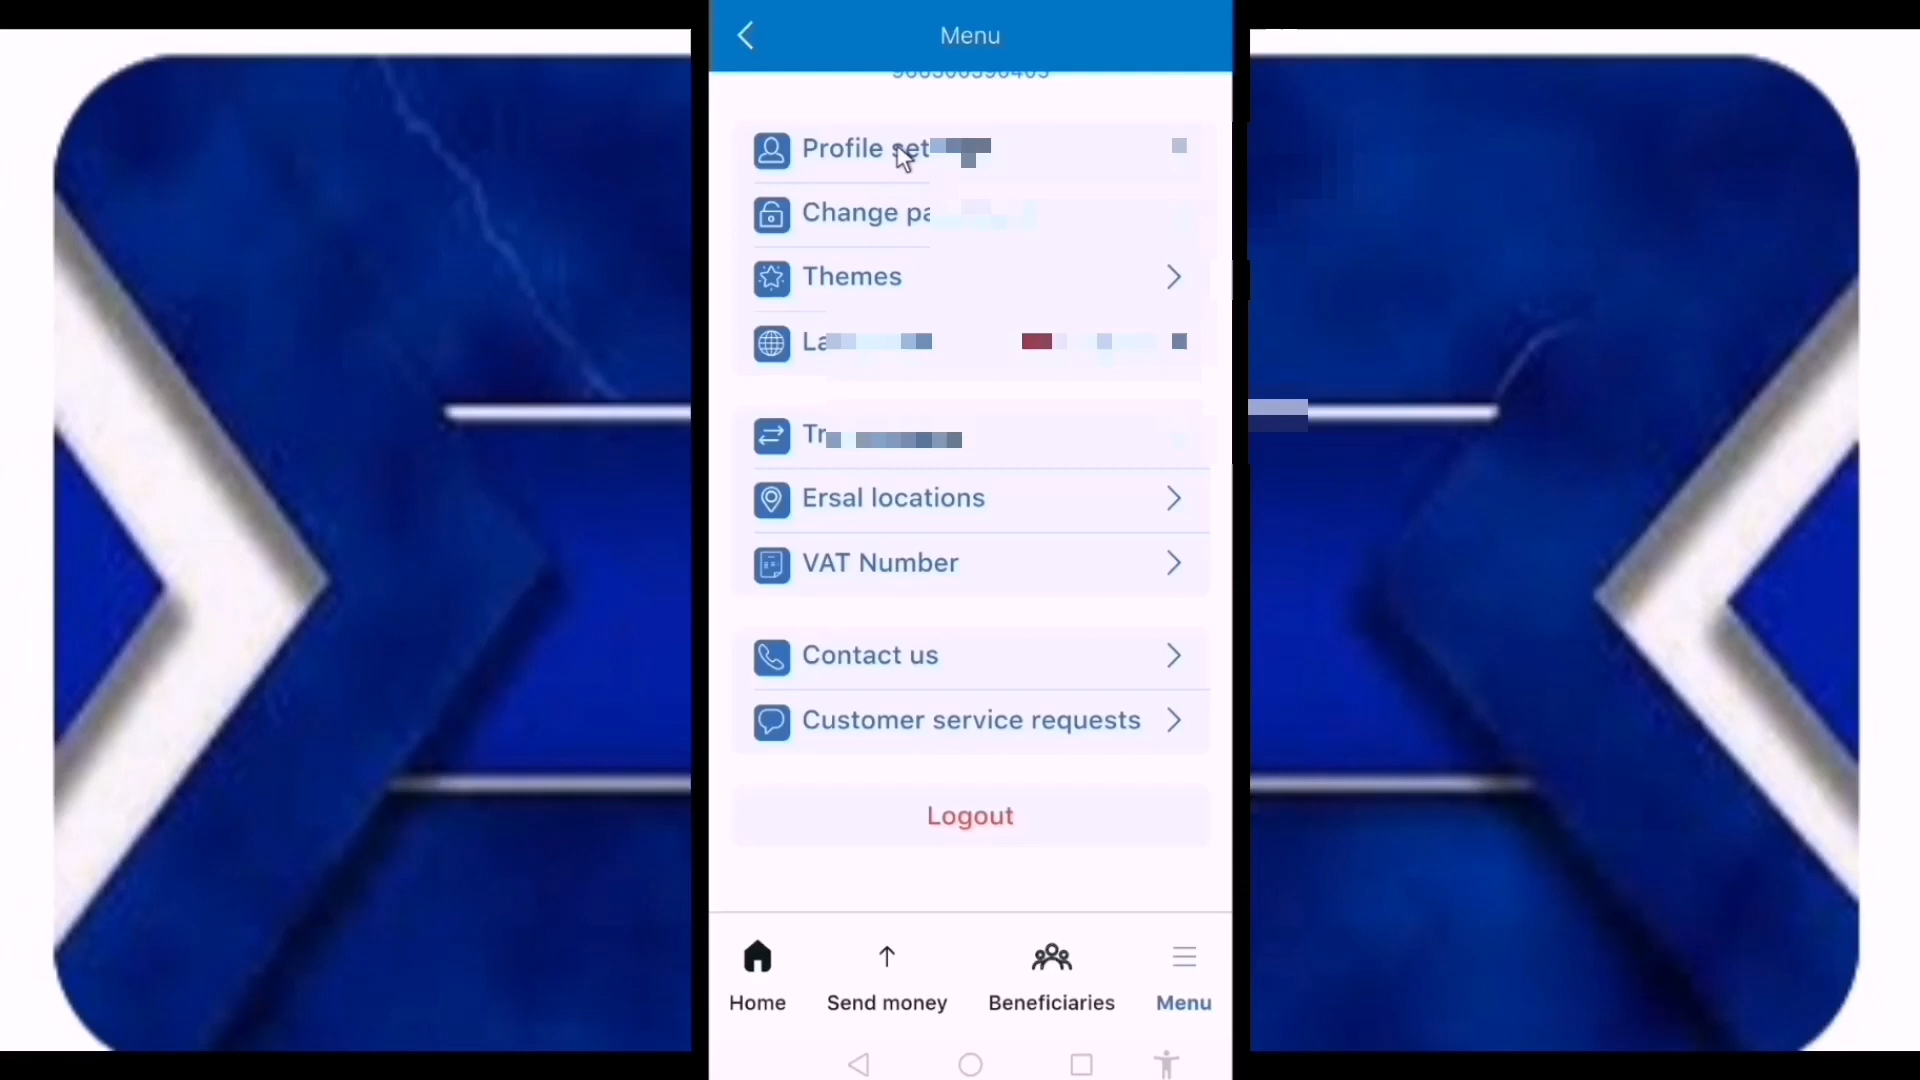 Menu
Profile set
Change pa
Themes
La
Tr
Ersal locations
VAT Number
Contact us
Customer service requests
Logout
Home
Send money
Beneficiaries
Menu